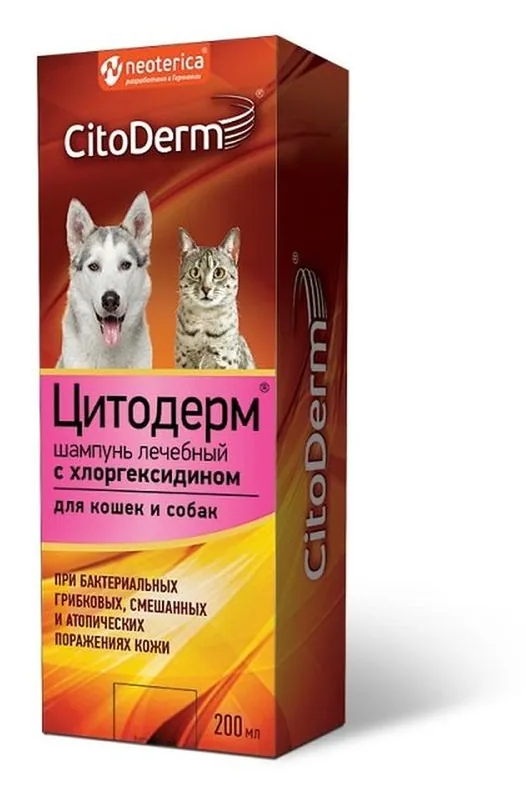 neoterica®
разработано в Германии
CitoDerm®
Цитодерм®
шампунь лечебный
с хлоргексидином
для кошек и собак
ПРИ БАКТЕРИАЛЬНЫХ
ГРИБКОВЫХ, СМЕШАННЫХ
И АТОПИЧЕСКИХ
ПОРАЖЕНИЯХ КОЖИ
200 мл
CitoDerm®